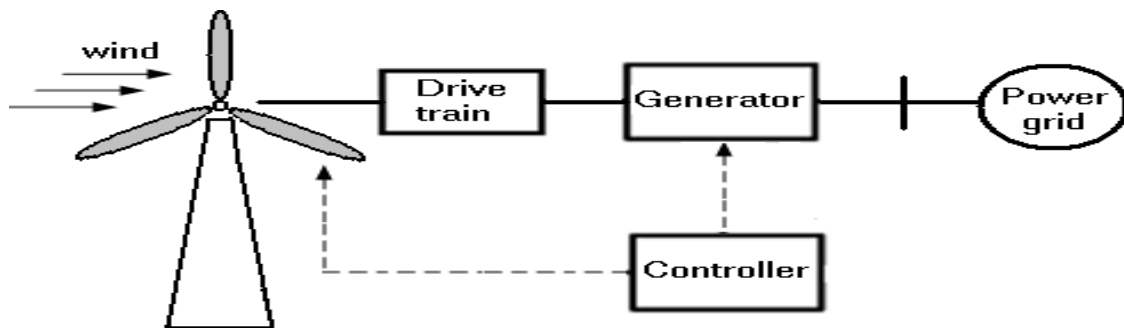 wind
Drive
train
Generator
Power
grid
Controller